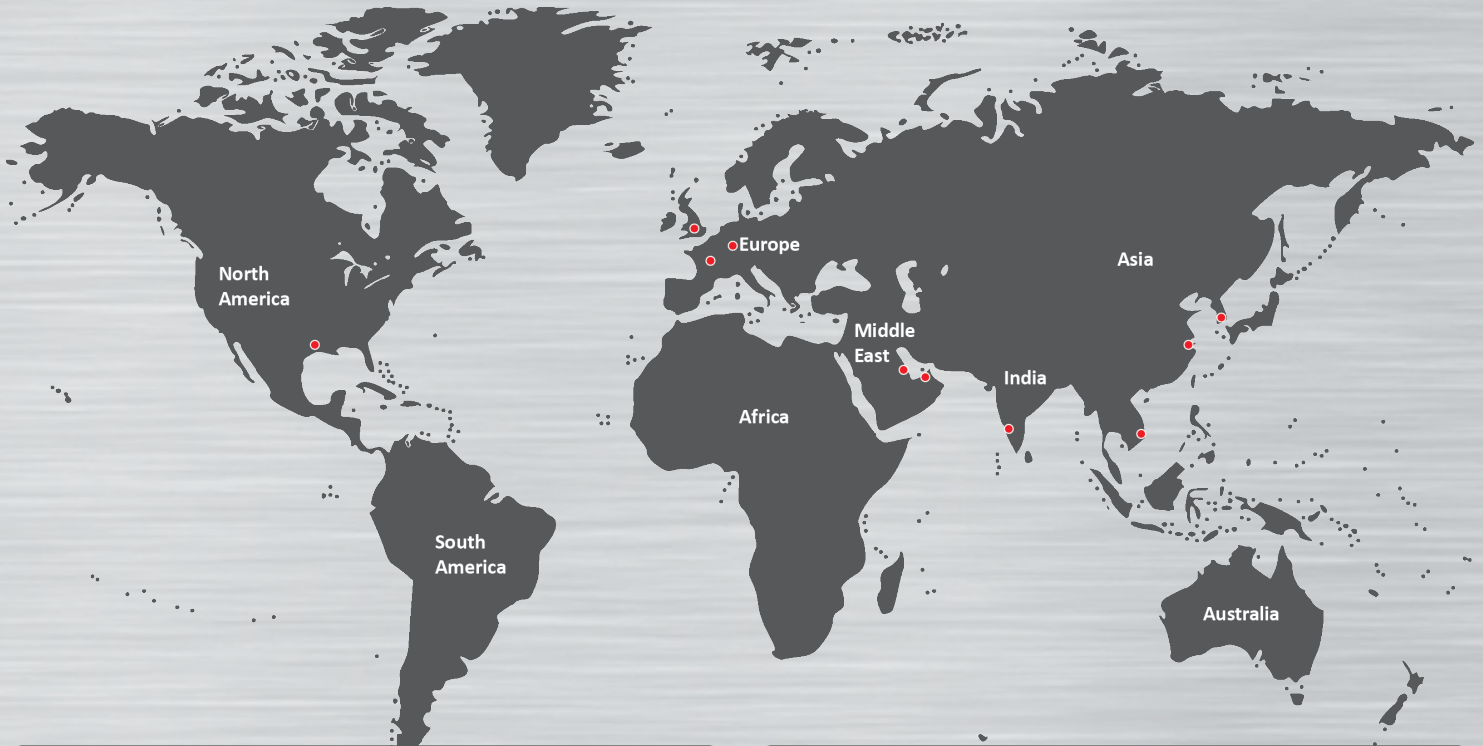 North
America
Europe
Asia
Middle
East
India
Africa
South
America
Australia